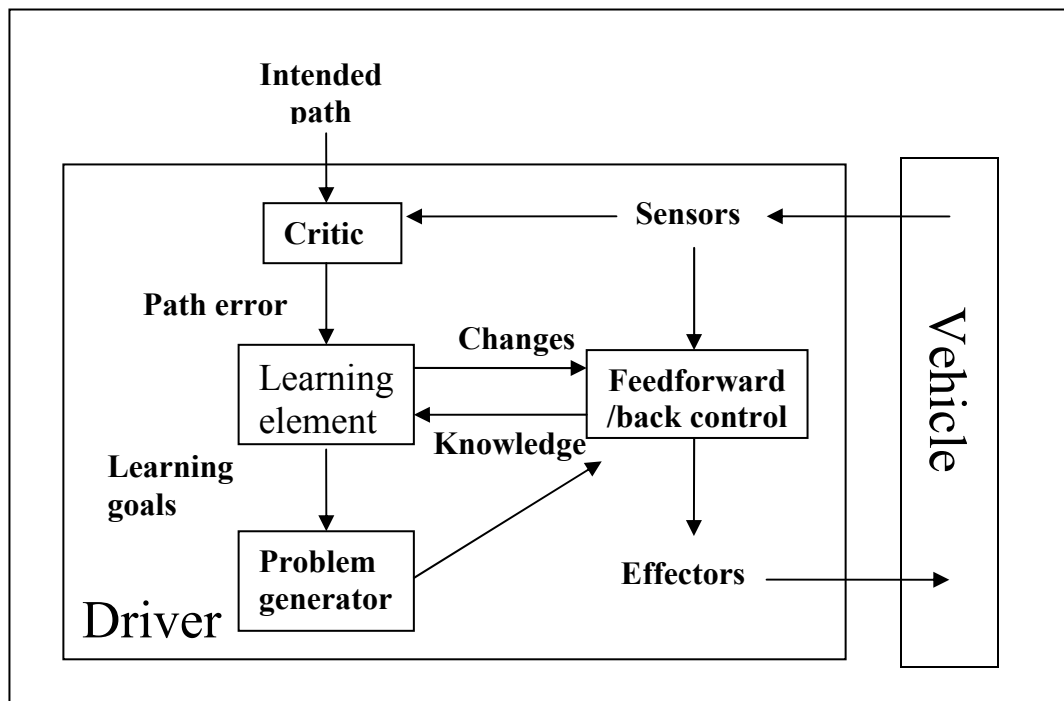 Intended
path
Critic
Sensors
Path error
Changes
Learning
element
Feedforward
/back control
Knowledge
Learning
goals
Problem
generator
Effectors
Driver
Vehicle